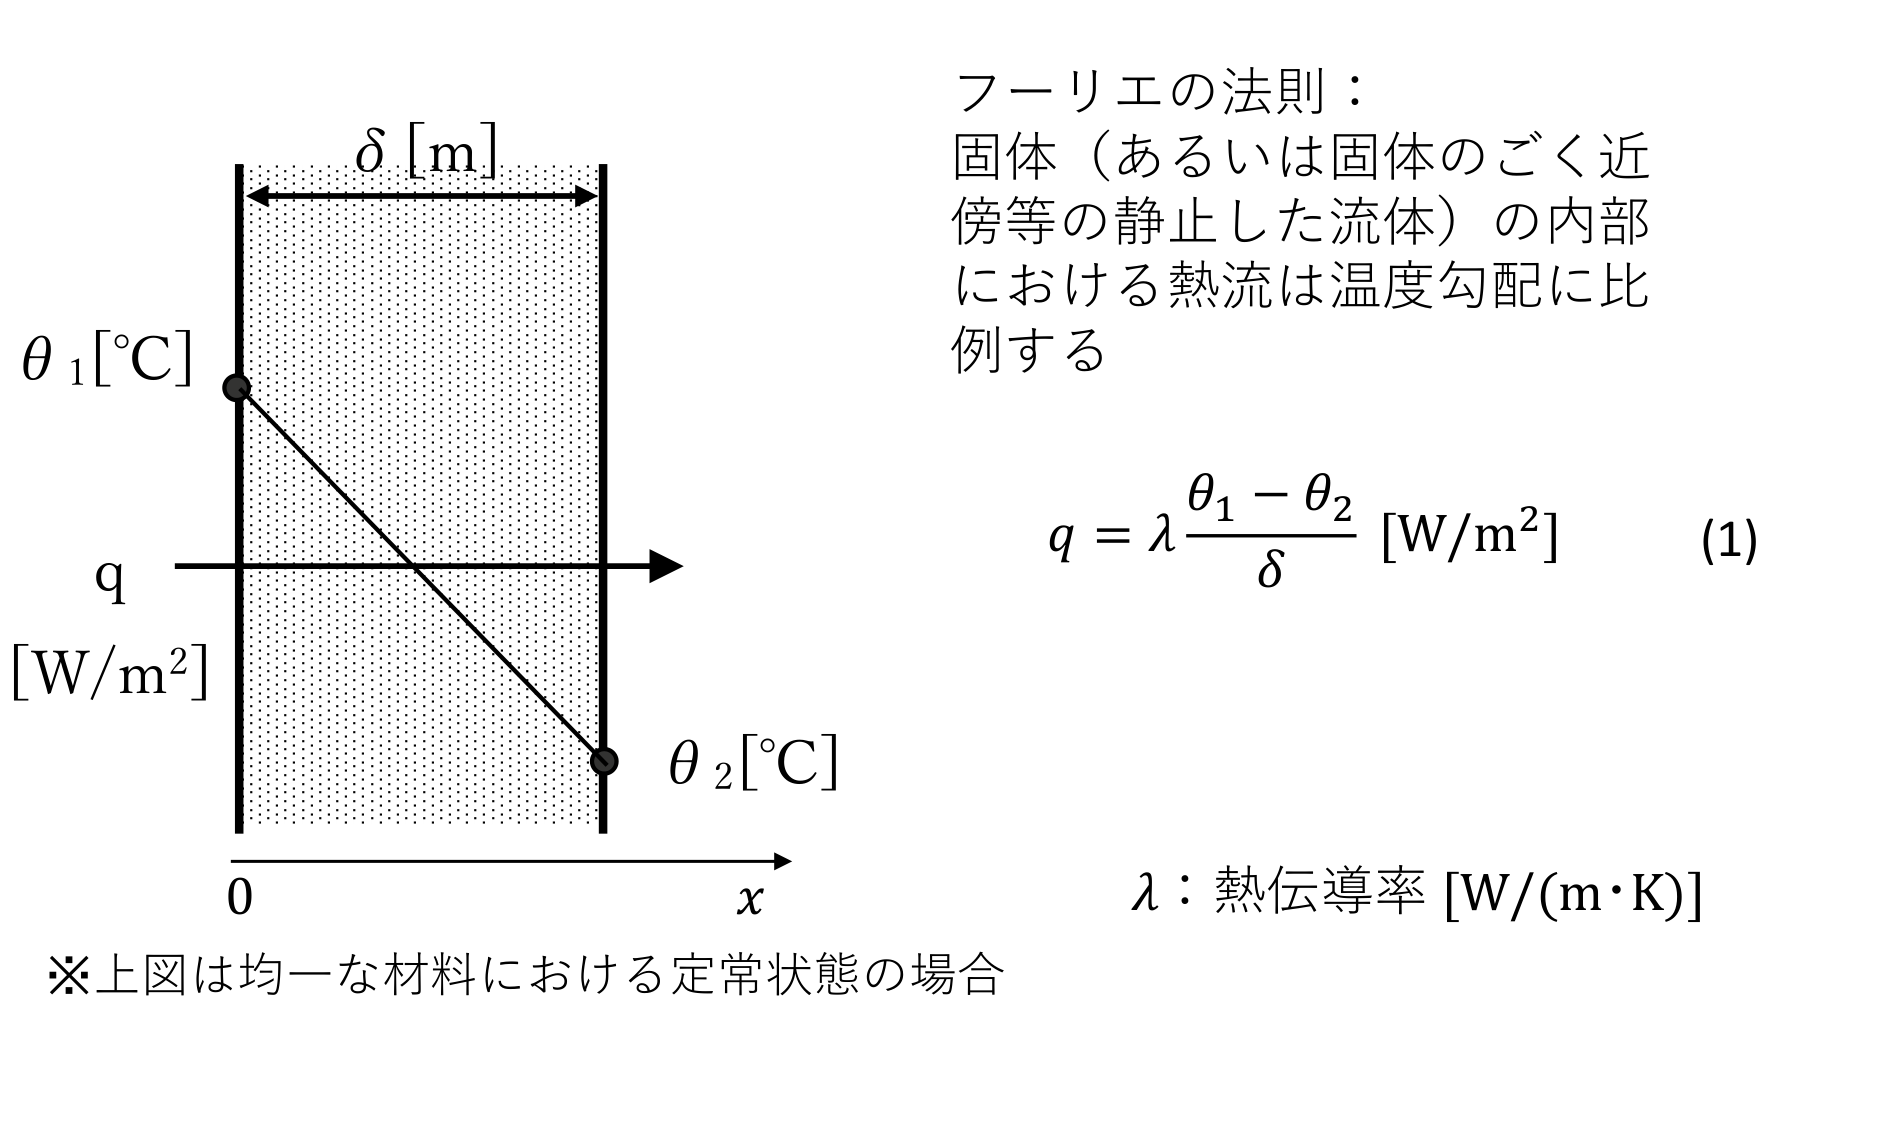 フーリエの法則：
固体（あるいは固体のごく近
傍等の静止した流体）の内部
における熱流は温度勾配に比
例する
δ [m]
θ 1[℃]
q
[W/m²]
θ 2[℃]
0
x
q = λ (θ₁ − θ₂)/δ [W/m²] (1)
λ：熱伝導率 [W/(m･K)]
※上図は均一な材料における定常状態の場合